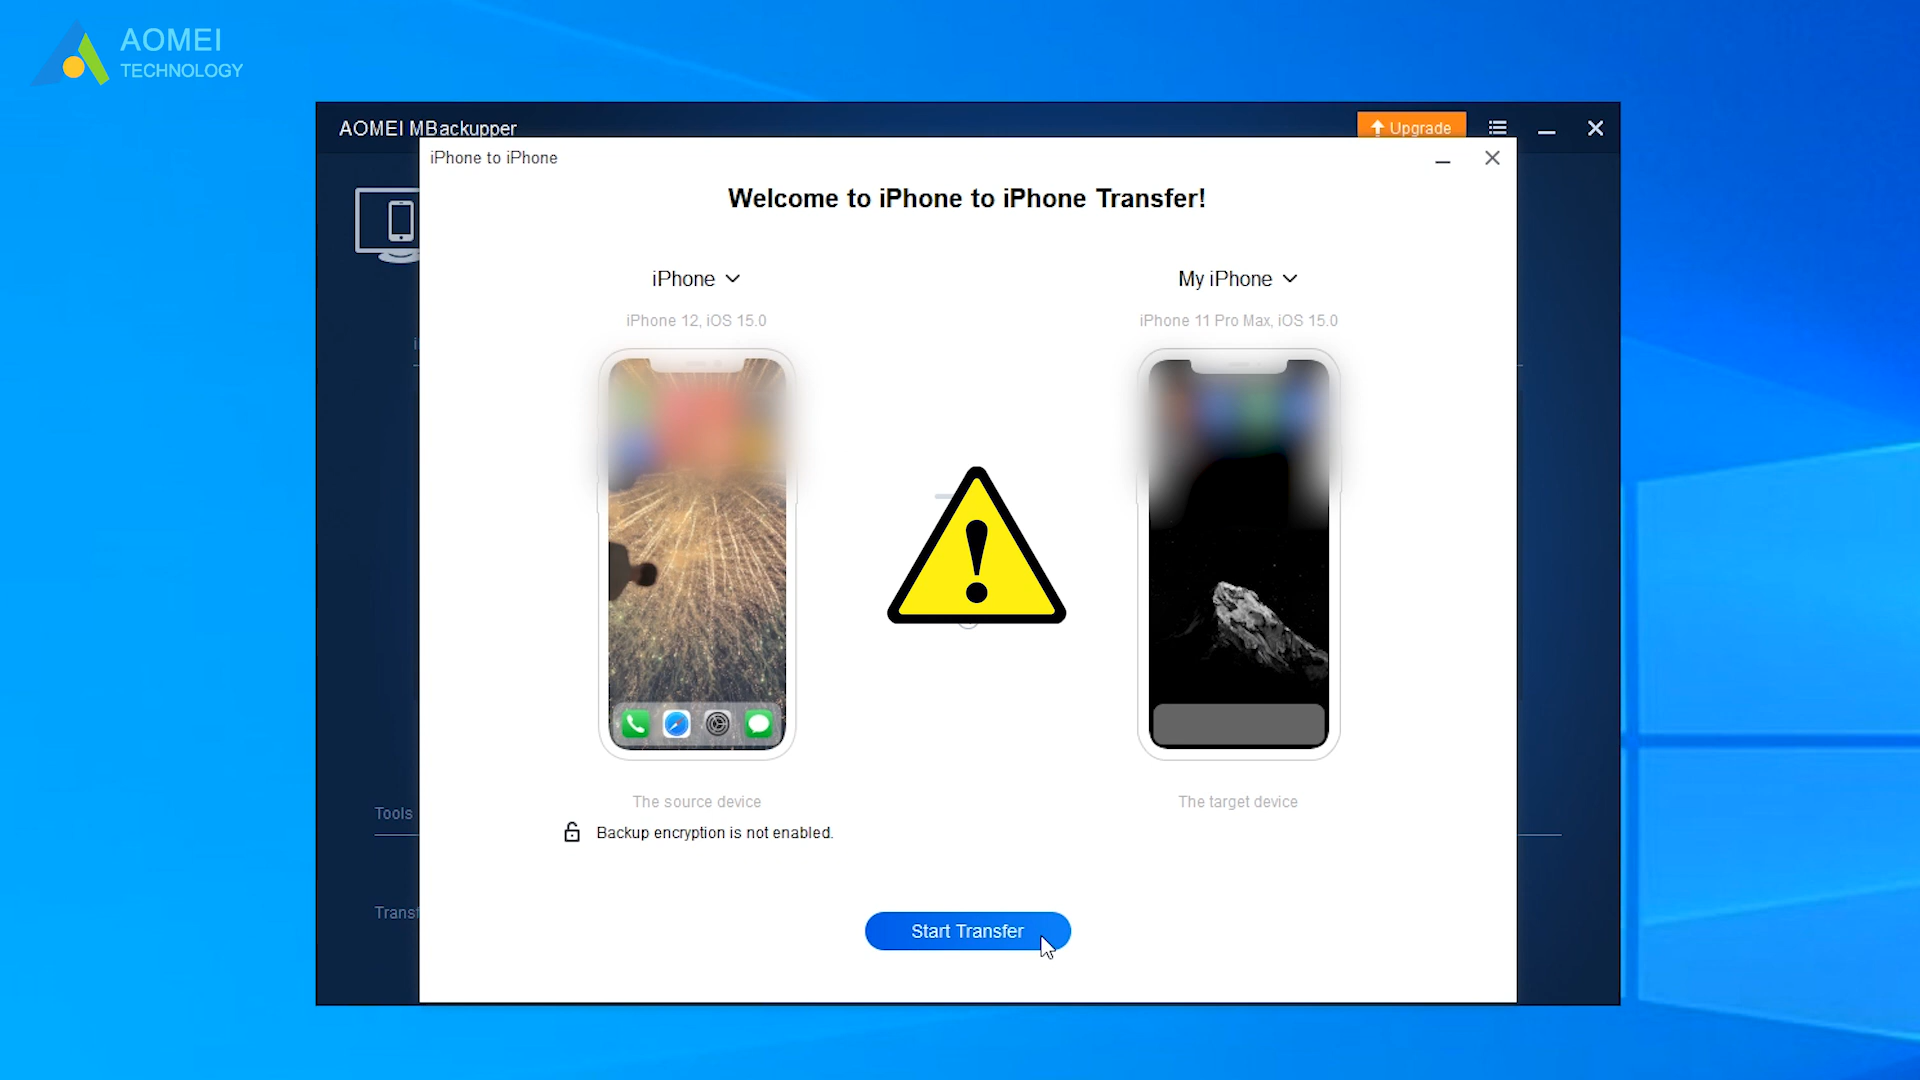 AOMEI
TECHNOLOGY
AOMEI MBackupper
Upgrade
iPhone to iPhone
Welcome to iPhone to iPhone Transfer!
iPhone
My iPhone
iPhone 12, iOS 15.0
iPhone 11 Pro Max, iOS 15.0
!
The source device
The target device
Tools
Backup encryption is not enabled.
Transf
Start Transfer